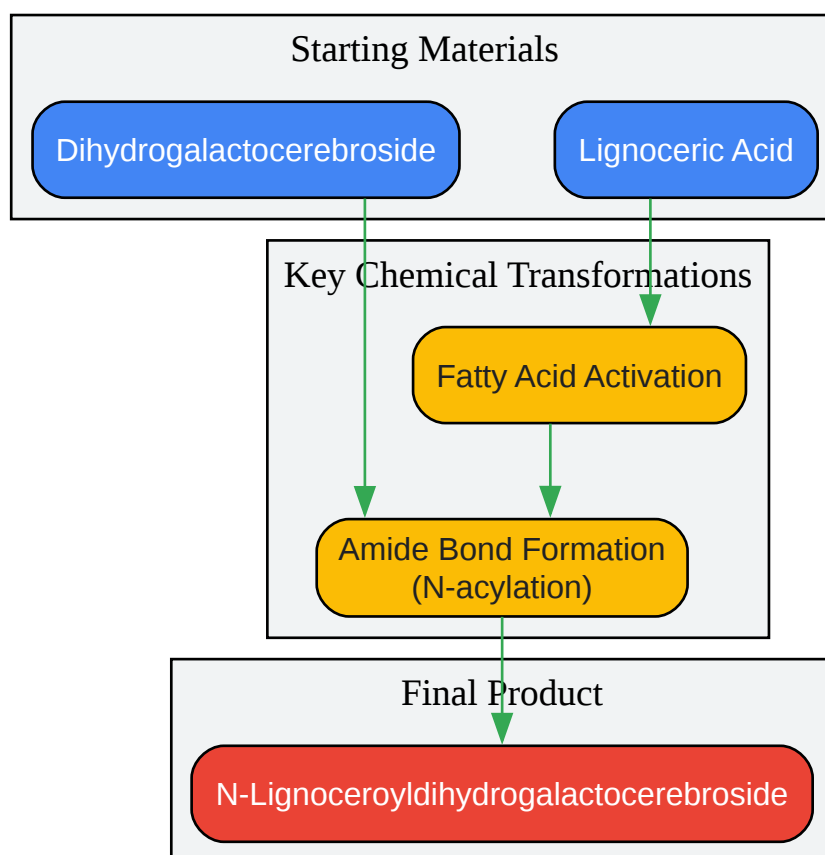 Starting Materials
Dihydrogalactocerebroside
Lignoceric Acid
Key Chemical Transformations
Fatty Acid Activation
Amide Bond Formation
(N-acylation)
Final Product
N-Lignoceroyldihydrogalactocerebroside